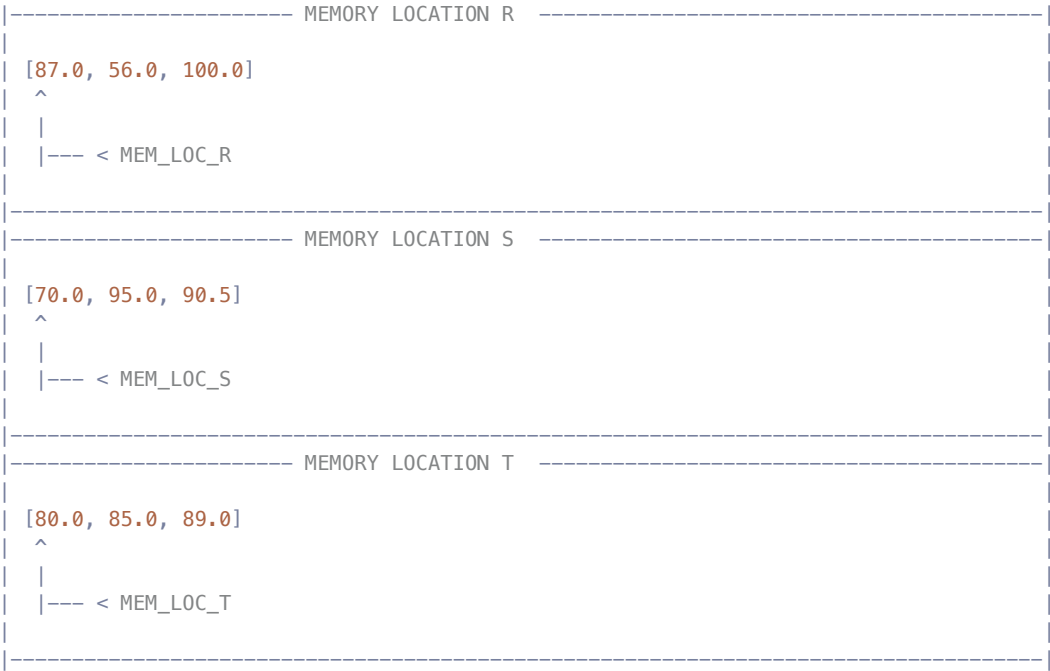 |----------------------- MEMORY LOCATION R -----------------------------------------|
|                                                                                    |
| [87.0, 56.0, 100.0]                                                                |
|  ^                                                                                 |
|  |                                                                                 |
|  |--- < MEM_LOC_R                                                                  |
|                                                                                    |
|------------------------------------------------------------------------------------|
|----------------------- MEMORY LOCATION S -----------------------------------------|
|                                                                                    |
| [70.0, 95.0, 90.5]                                                                 |
|  ^                                                                                 |
|  |                                                                                 |
|  |--- < MEM_LOC_S                                                                  |
|                                                                                    |
|------------------------------------------------------------------------------------|
|----------------------- MEMORY LOCATION T -----------------------------------------|
|                                                                                    |
| [80.0, 85.0, 89.0]                                                                 |
|  ^                                                                                 |
|  |                                                                                 |
|  |--- < MEM_LOC_T                                                                  |
|                                                                                    |
|------------------------------------------------------------------------------------|